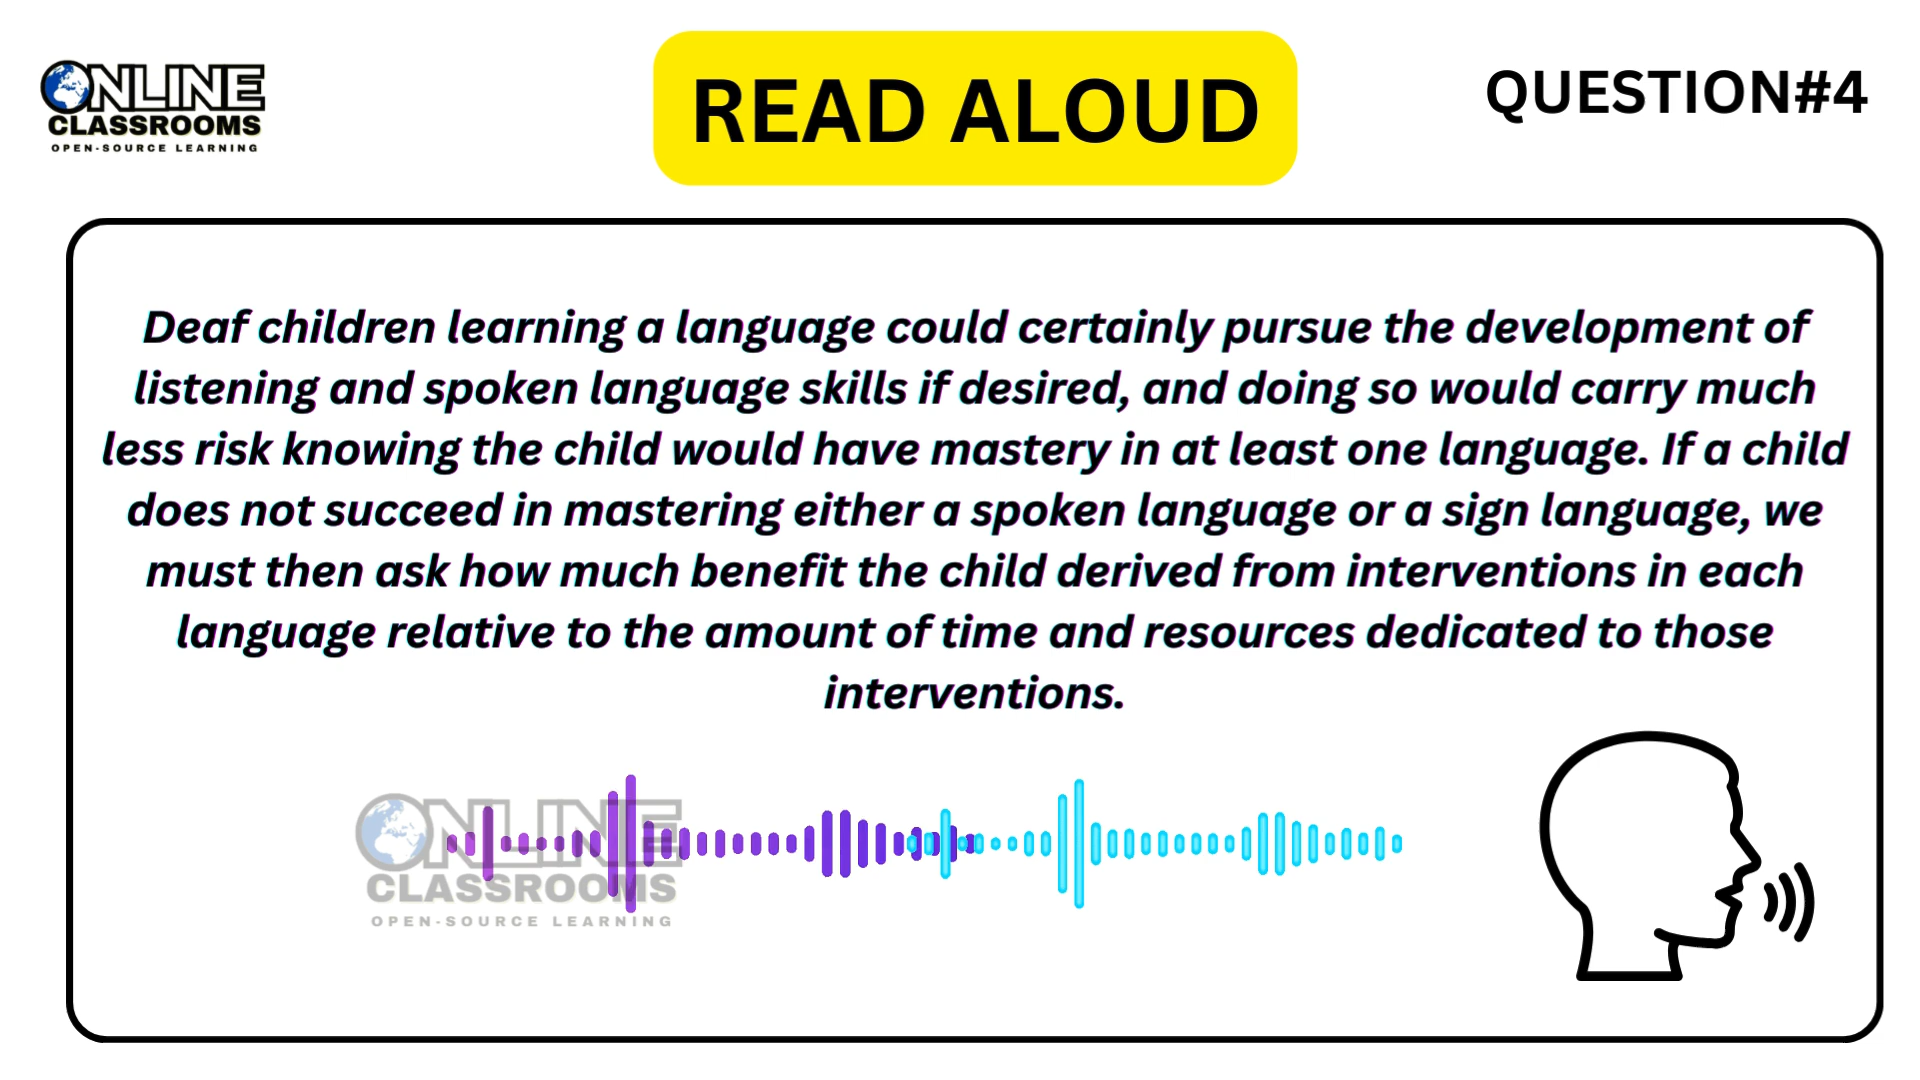 ONLINE
CLASSROOMS
OPEN-SOURCE LEARNING
READ ALOUD
QUESTION#4
Deaf children learning a language could certainly pursue the development of
listening and spoken language skills if desired, and doing so would carry much
less risk knowing the child would have mastery in at least one language. If a child
does not succeed in mastering either a spoken language or a sign language, we
must then ask how much benefit the child derived from interventions in each
language relative to the amount of time and resources dedicated to those
interventions.
ONLINE
CLASSROOMS
OPEN-SOURCE LEARNING